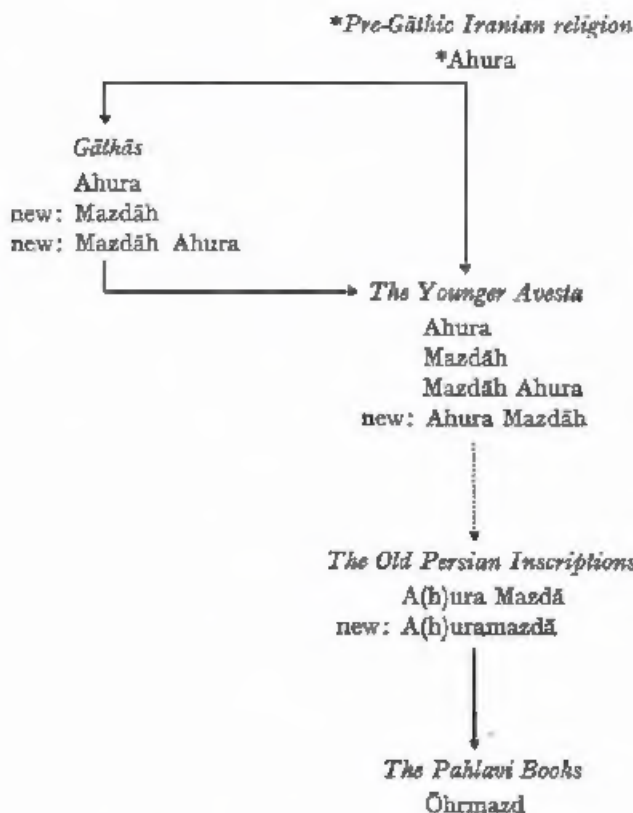 *Pre-Gāthic Iranian religion
*Ahura
Gāthās
Ahura
new: Mazdāh
new: Mazdāh Ahura
The Younger Avesta
Ahura
Mazdāh
Mazdāh Ahura
new: Ahura Mazdāh
The Old Persian Inscriptions
A(h)ura Mazdā
new: A(h)uramazdā
The Pahlavi Books
Ōhrmazd